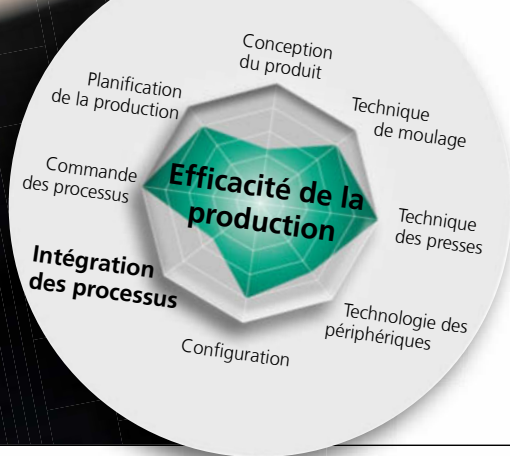 Conception
du produit
Technique
de moulage
Technique
des presses
Technologie des
périphériques
Configuration
Intégration
des processus
Commande
des processus
Planification
de la production
Efficacité de la
production